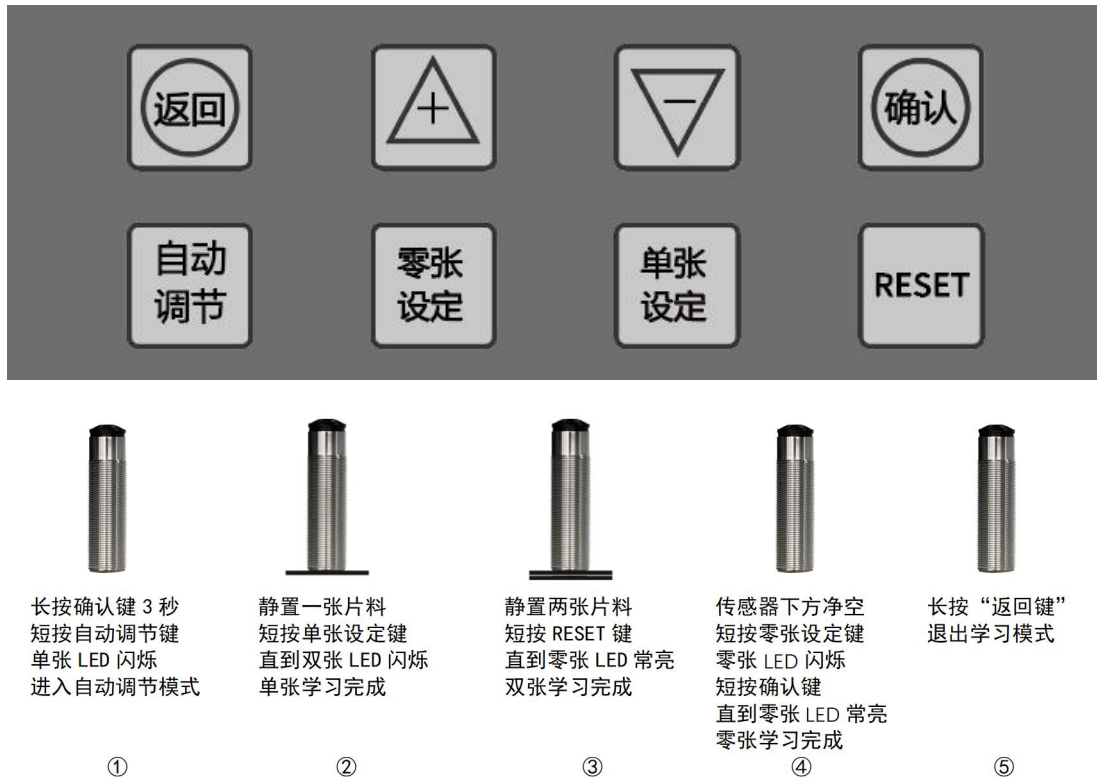 返回
+
－
确认
自动
调节
零张
设定
单张
设定
RESET
长按确认键 3 秒
短按自动调节键
单张 LED 闪烁
进入自动调节模式
①
静置一张片料
短按单张设定键
直到双张 LED 闪烁
单张学习完成
②
静置两张片料
短按 RESET 键
直到零张 LED 常亮
双张学习完成
③
传感器下方净空
短按零张设定键
零张 LED 闪烁
短按确认键
直到零张 LED 常亮
零张学习完成
④
长按“返回键”
退出学习模式
⑤